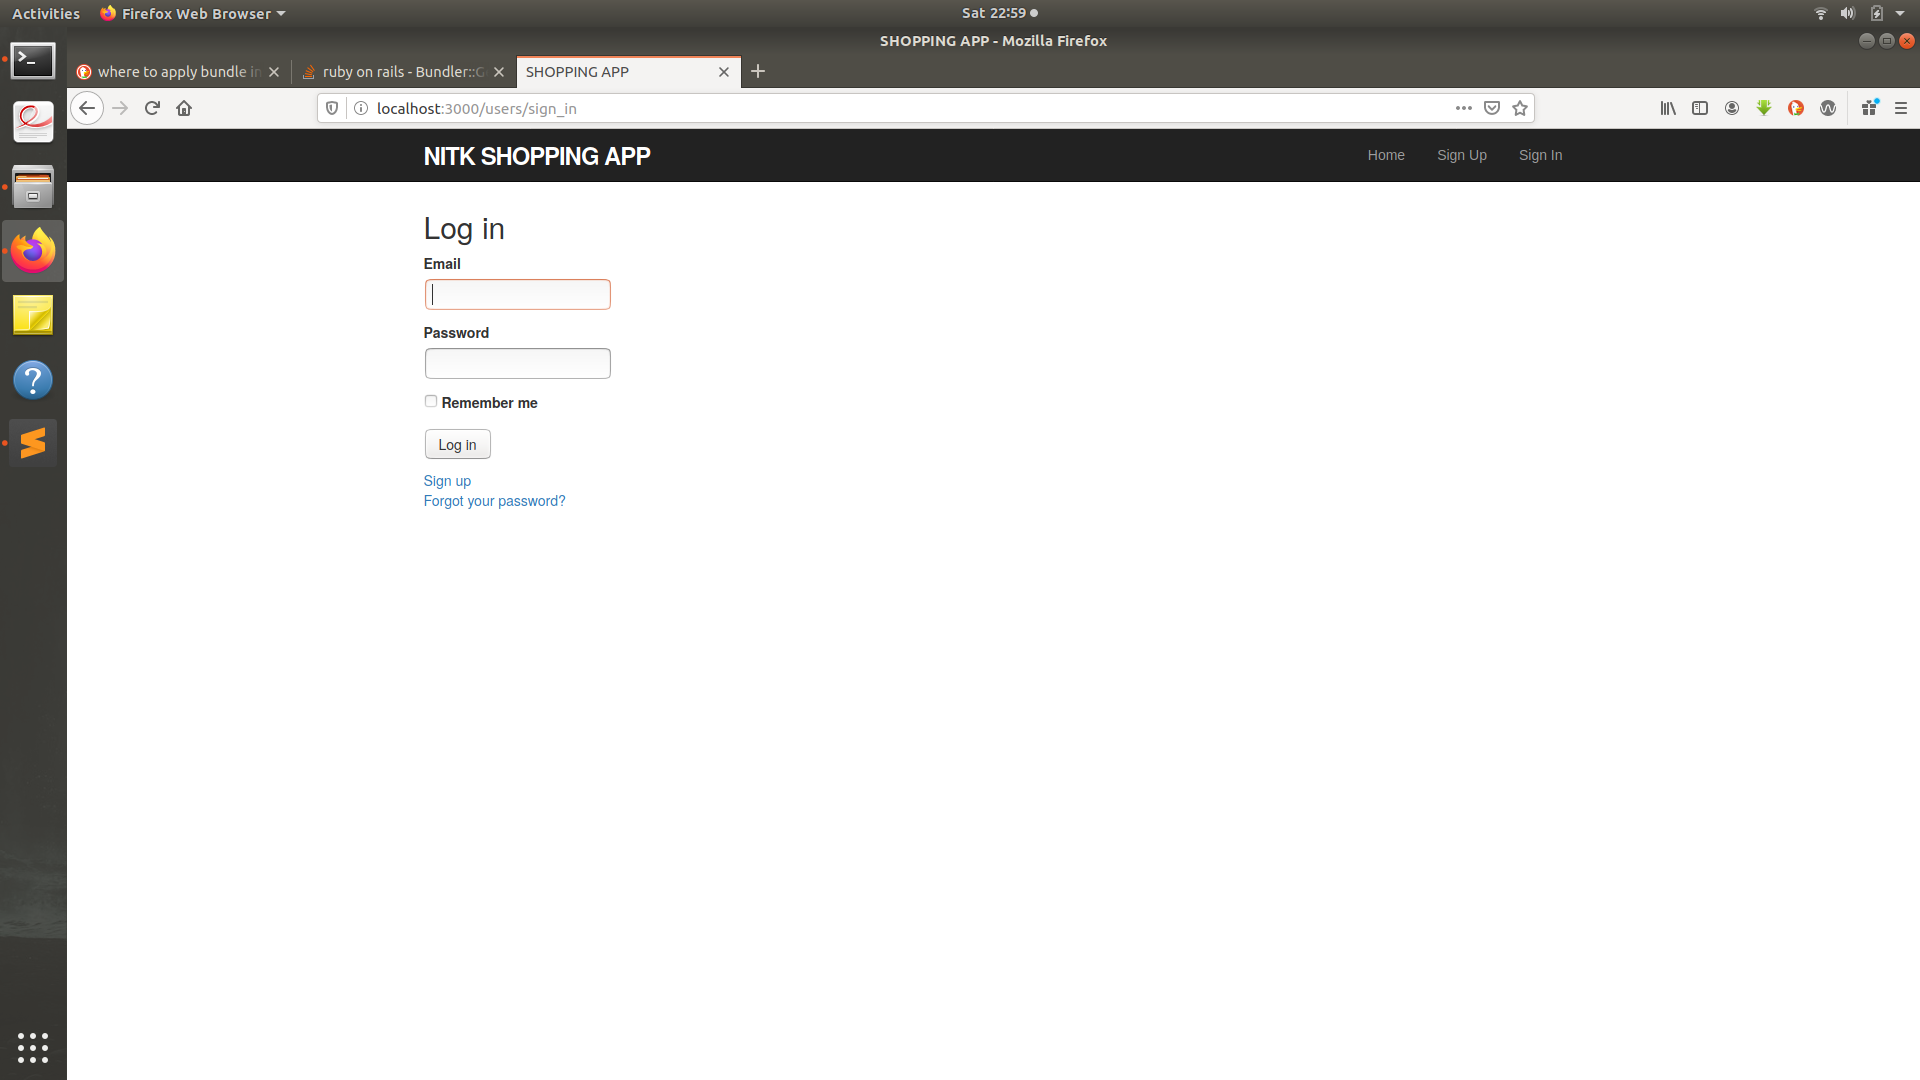 Activities
Firefox Web Browser
Sat 22:59
SHOPPING APP - Mozilla Firefox
where to apply bundle in
ruby on rails - Bundler::G
SHOPPING APP
localhost:3000/users/sign_in
NITK SHOPPING APP
Home
Sign Up
Sign In
Log in
Email
Password
Remember me
Log in
Sign up
Forgot your password?